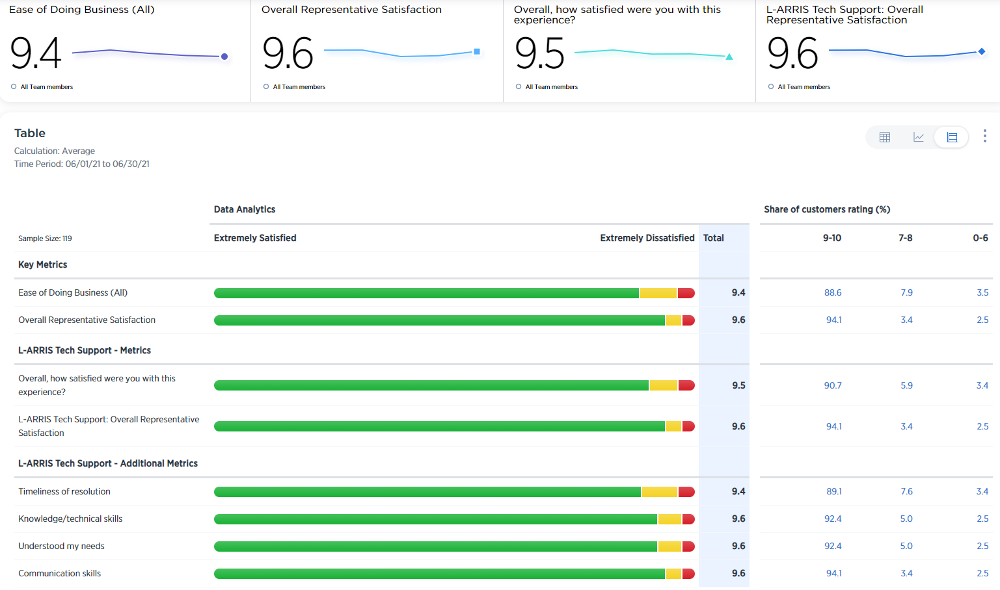 Ease of Doing Business (All)
9.4
All Team members
Overall Representative Satisfaction
9.6
All Team members
Overall, how satisfied were you with this
experience?
9.5
All Team members
L-ARRIS Tech Support: Overall
Representative Satisfaction
9.6
All Team members
Table
Calculation: Average
Time Period: 06/01/21 to 06/30/21
Data Analytics Share of customers rating (%)
Sample Size: 119 Extremely Satisfied Extremely Dissatisfied Total 9-10 7-8 0-6
Key Metrics
Ease of Doing Business (All) 9.4 88.6 7.9 3.5
Overall Representative Satisfaction 9.6 94.1 3.4 2.5
L-ARRIS Tech Support - Metrics
Overall, how satisfied were you with this
experience? 9.5 90.7 5.9 3.4
L-ARRIS Tech Support: Overall Representative
Satisfaction 9.6 94.1 3.4 2.5
L-ARRIS Tech Support - Additional Metrics
Timeliness of resolution 9.4 89.1 7.6 3.4
Knowledge/technical skills 9.6 92.4 5.0 2.5
Understood my needs 9.6 92.4 5.0 2.5
Communication skills 9.6 94.1 3.4 2.5